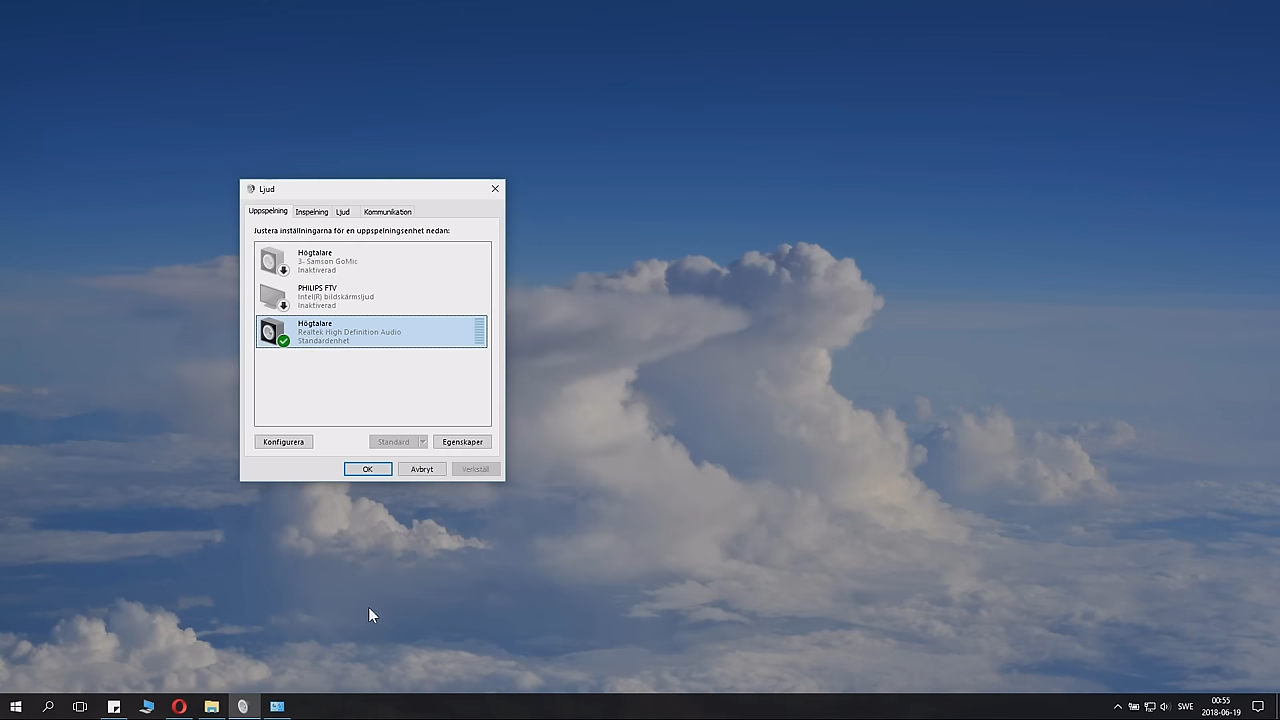 Ljud
Uppspelning Inspelning Ljud Kommunikation
Justera inställningarna för en uppspelningsenhet nedan:
Högtalare
3- Samson GoMic
Inaktiverad
PHILIPS FTV
Intel(R) bildskärmsljud
Inaktiverad
Högtalare
Realtek High Definition Audio
Standardenhet
Konfigurera Standard Egenskaper
OK Avbryt Verkställ
SWE
00:55
2018-06-19